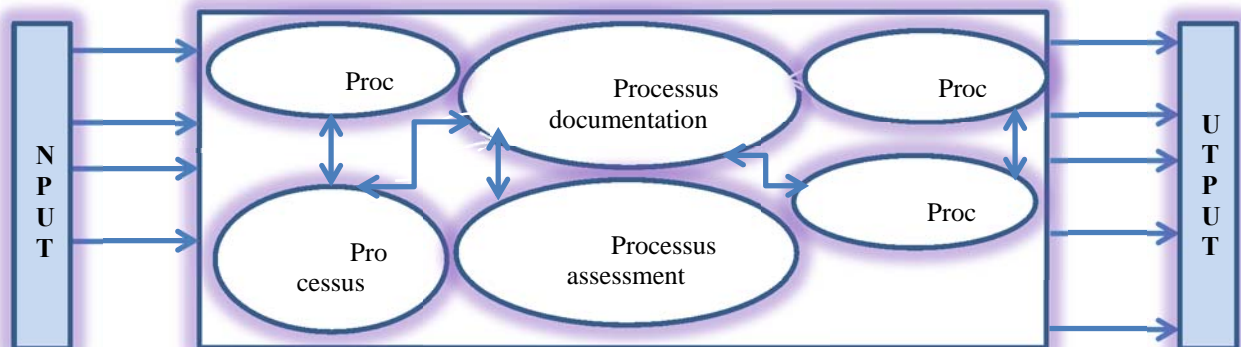 N
P
U
T
Proc
Processus
documentation
Proc
Pro
cessus
Processus
assessment
Proc
U
T
P
U
T